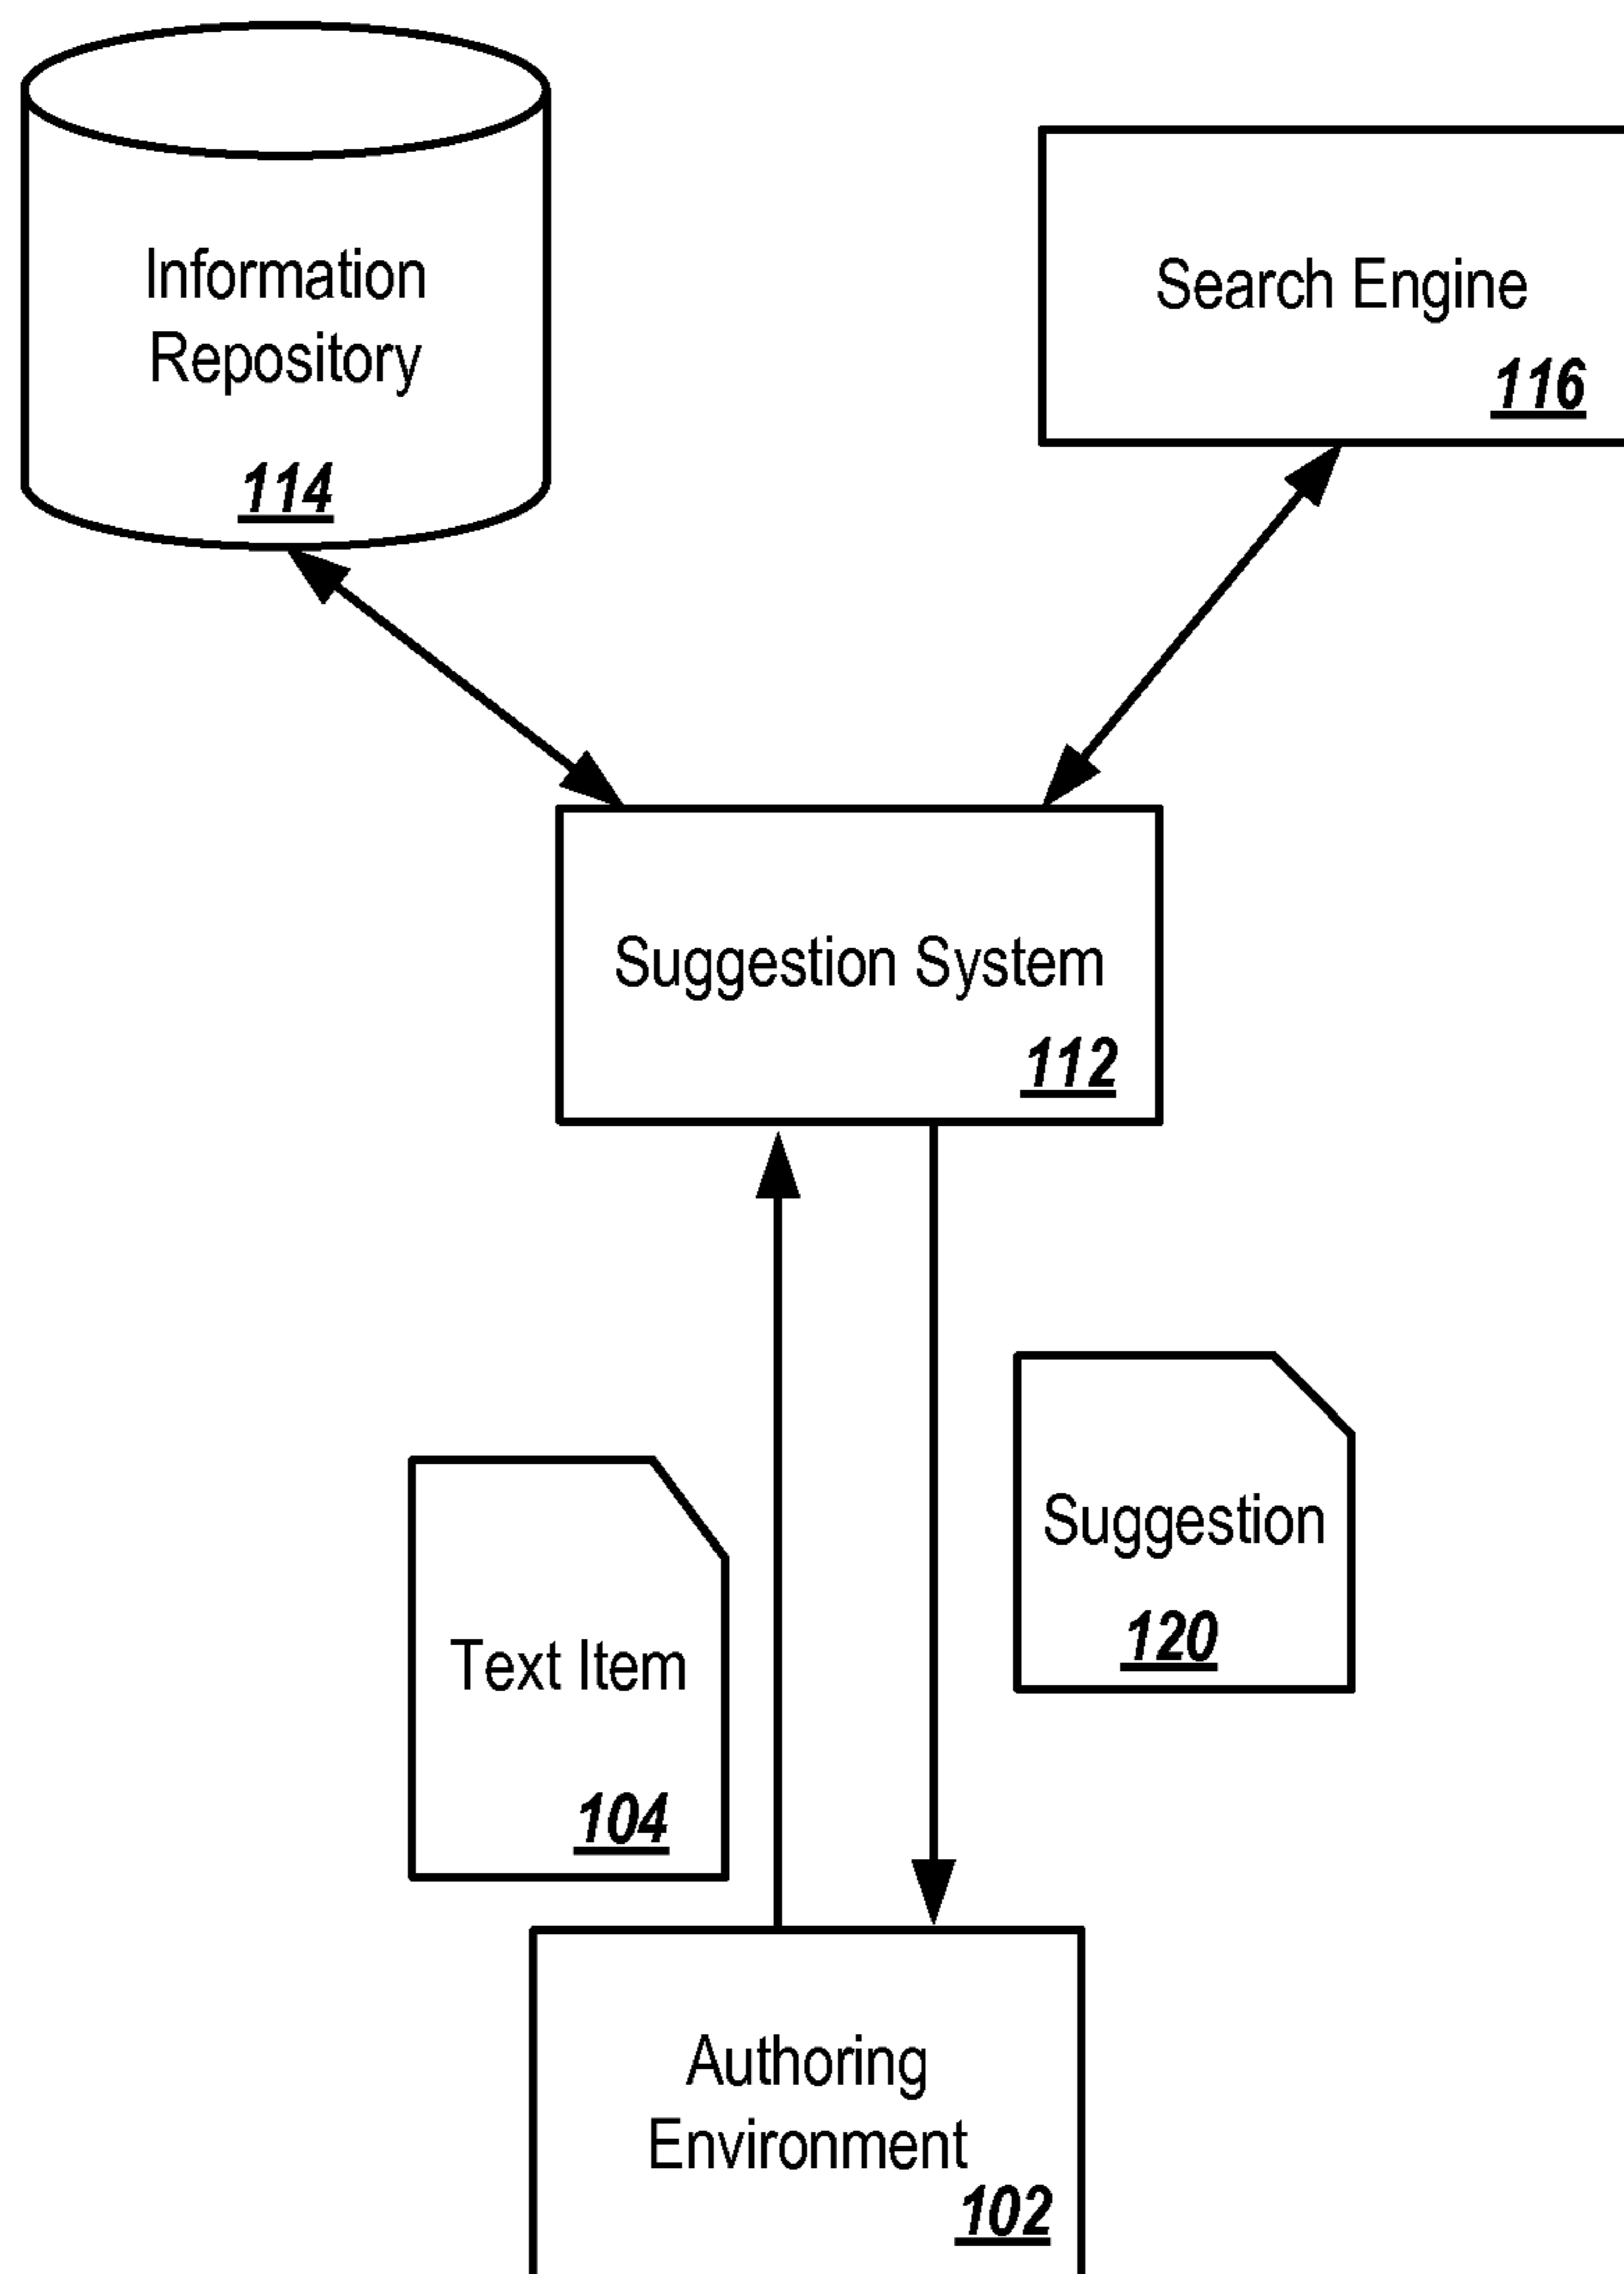 Information
Repository
114
Search Engine
116
Suggestion System
112
Suggestion
120
Text Item
104
Authoring
Environment
102